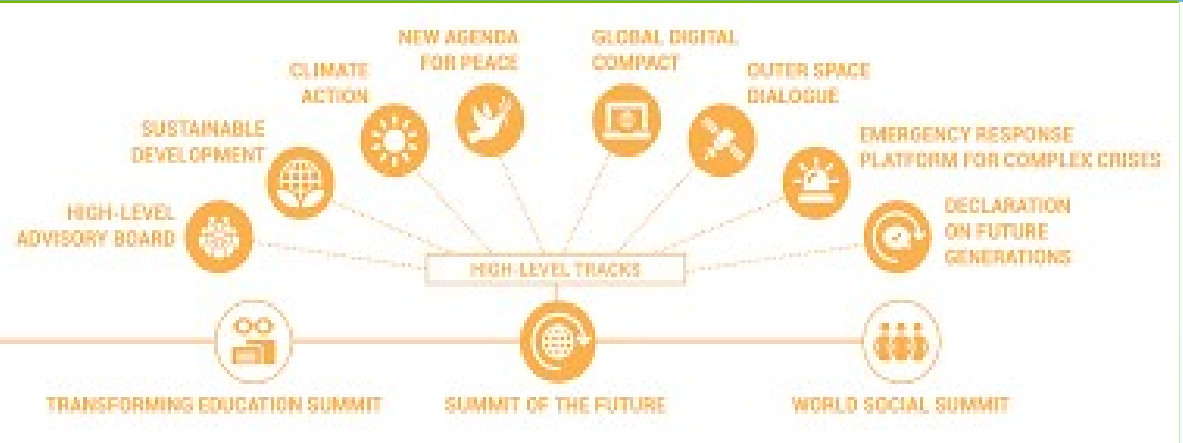 NEW AGENDA
FOR PEACE
GLOBAL DIGITAL
COMPACT
CLIMATE
ACTION
OUTER SPACE
DIALOGUE
SUSTAINABLE
DEVELOPMENT
EMERGENCY RESPONSE
PLATFORM FOR COMPLEX CRISES
HIGH-LEVEL
ADVISORY BOARD
DECLARATION
ON FUTURE
GENERATIONS
HIGH-LEVEL TRACKS
TRANSFORMING EDUCATION SUMMIT
SUMMIT OF THE FUTURE
WORLD SOCIAL SUMMIT